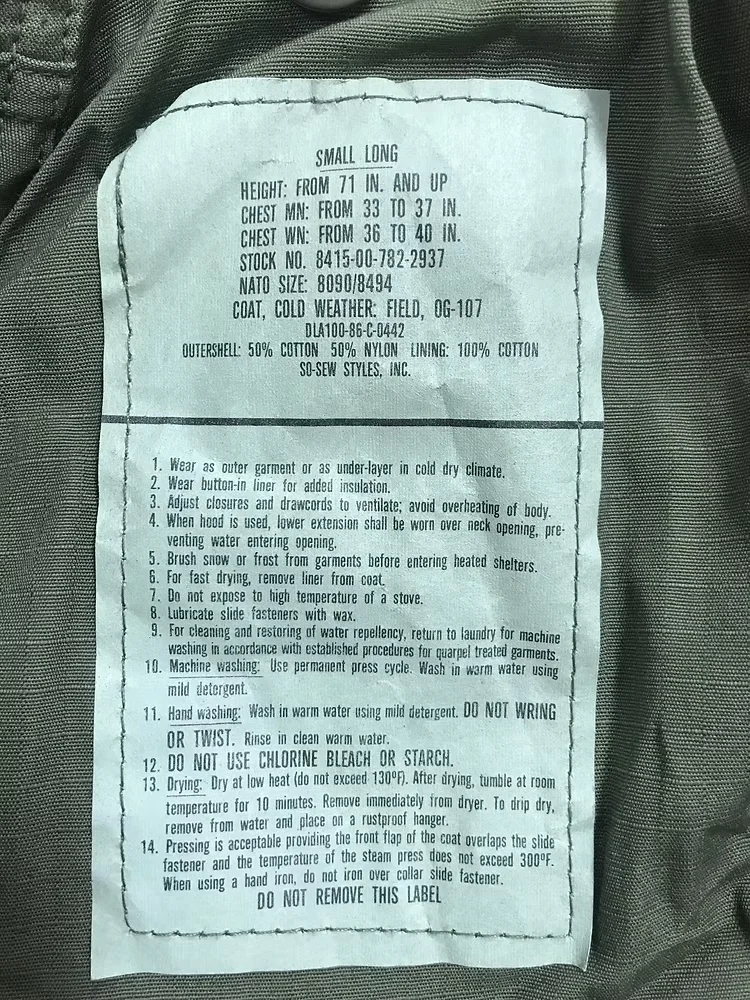 SMALL LONG
HEIGHT: FROM 71 IN. AND UP
CHEST MN: FROM 33 TO 37 IN.
CHEST WN: FROM 36 TO 40 IN.
STOCK NO. 8415-00-782-2937
NATO SIZE: 8090/8494
COAT, COLD WEATHER: FIELD, OG-107
DLA100-86-C-0442
OUTERSHELL: 50% COTTON 50% NYLON LINING: 100% COTTON
SO-SEW STYLES, INC.
1. Wear as outer garment or as under-layer in cold dry climate.
2. Wear button-in liner for added insulation.
3. Adjust closures and drawcords to ventilate; avoid overheating of body.
4. When hood is used, lower extension shall be worn over neck opening, pre-
venting water entering opening.
5. Brush snow or frost from garments before entering heated shelters.
6. For fast drying, remove liner from coat.
7. Do not expose to high temperature of a stove.
8. Lubricate slide fasteners with wax.
9. For cleaning and restoring of water repellency, return to laundry for machine
washing in accordance with established procedures for quarpel treated garments.
10. Machine washing: Use permanent press cycle. Wash in warm water using
mild detergent.
11. Hand washing: Wash in warm water using mild detergent. DO NOT WRING
OR TWIST. Rinse in clean warm water.
12. DO NOT USE CHLORINE BLEACH OR STARCH.
13. Drying: Dry at low heat (do not exceed 130ºF). After drying, tumble at room
temperature for 10 minutes. Remove immediately from dryer. To drip dry,
remove from water and place on a rustproof hanger.
14. Pressing is acceptable providing the front flap of the coat overlaps the slide
fastener and the temperature of the steam press does not exceed 300ºF.
When using a hand iron, do not iron over collar slide fastener.
DO NOT REMOVE THIS LABEL